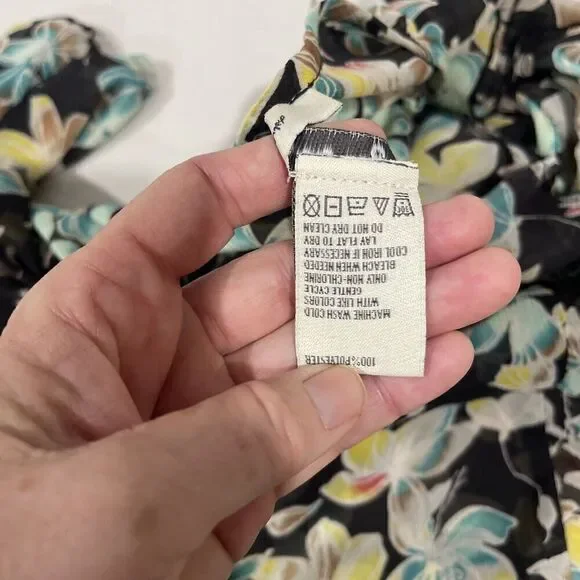 100% POLYESTER
MACHINE WASH COLD
WITH LIKE COLORS
GENTLE CYCLE
ONLY NON-CHLORINE
BLEACH WHEN NEEDED
COOL IRON IF NECESSARY
LAY FLAT TO DRY
DO NOT DRY CLEAN